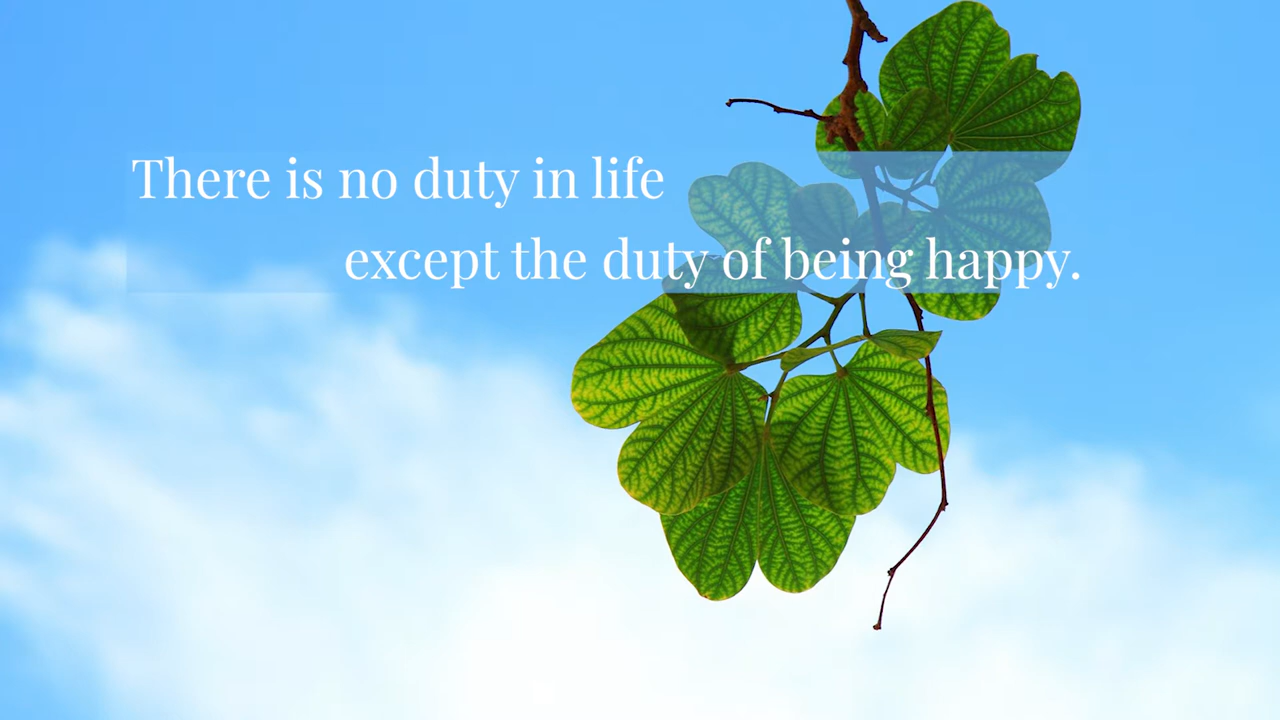 There is no duty in life
except the duty of being happy.